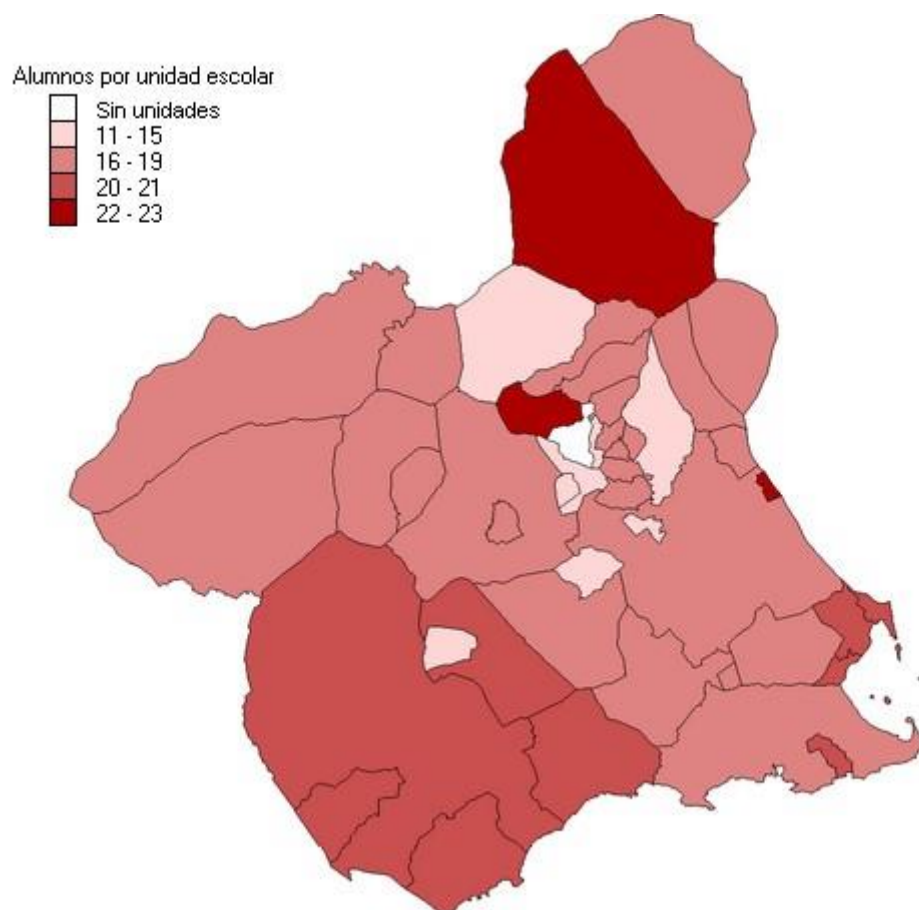 Alumnos por unidad escolar
Sin unidades
11 - 15
16 - 19
20 - 21
22 - 23